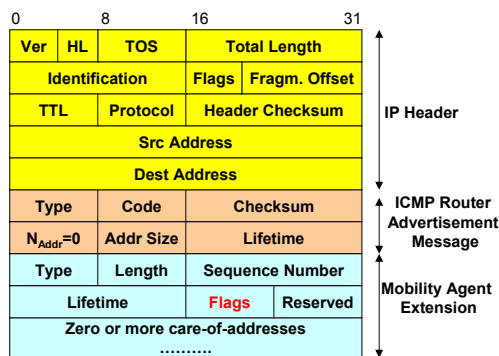 0 8 16 31
Ver HL TOS Total Length
Identification Flags Fragm. Offset
TTL Protocol Header Checksum
IP Header
Src Address
Dest Address
Type Code Checksum
ICMP Router
Advertisement
Message
N_Addr=0 Addr Size Lifetime
Type Length Sequence Number
Mobility Agent
Extension
Lifetime Flags Reserved
Zero or more care-of-addresses
..........